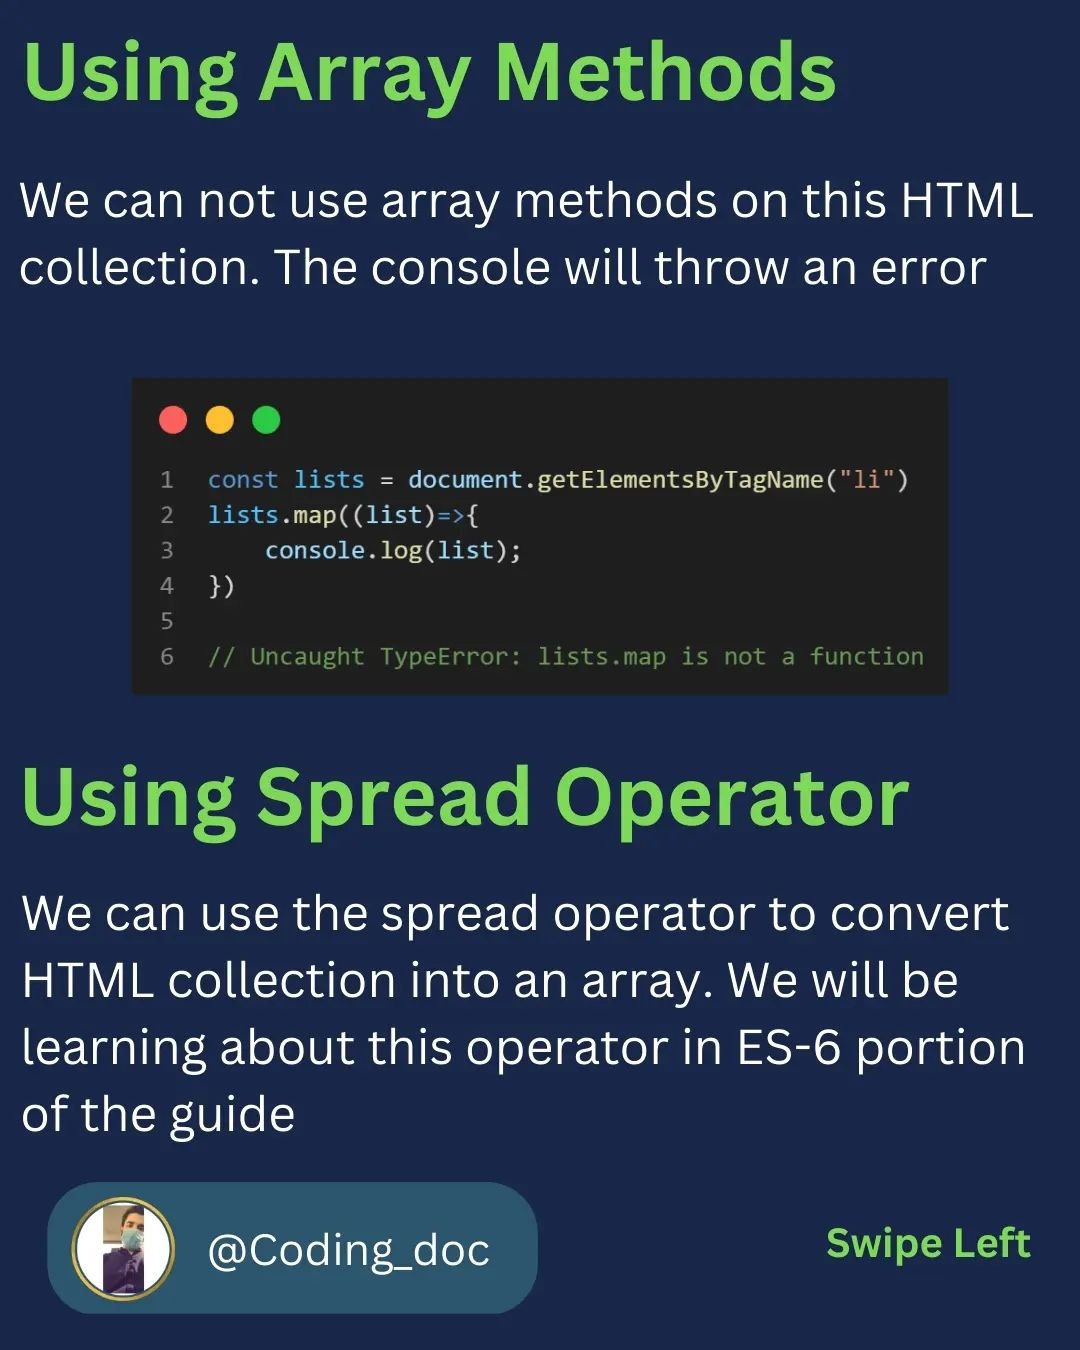 Using Array Methods
We can not use array methods on this HTML
collection. The console will throw an error
1 const lists = document.getElementsByTagName("li")
2 lists.map((list)=>{
3     console.log(list);
4 })
5
6 // Uncaught TypeError: lists.map is not a function
Using Spread Operator
We can use the spread operator to convert
HTML collection into an array. We will be
learning about this operator in ES-6 portion
of the guide
@Coding_doc
Swipe Left